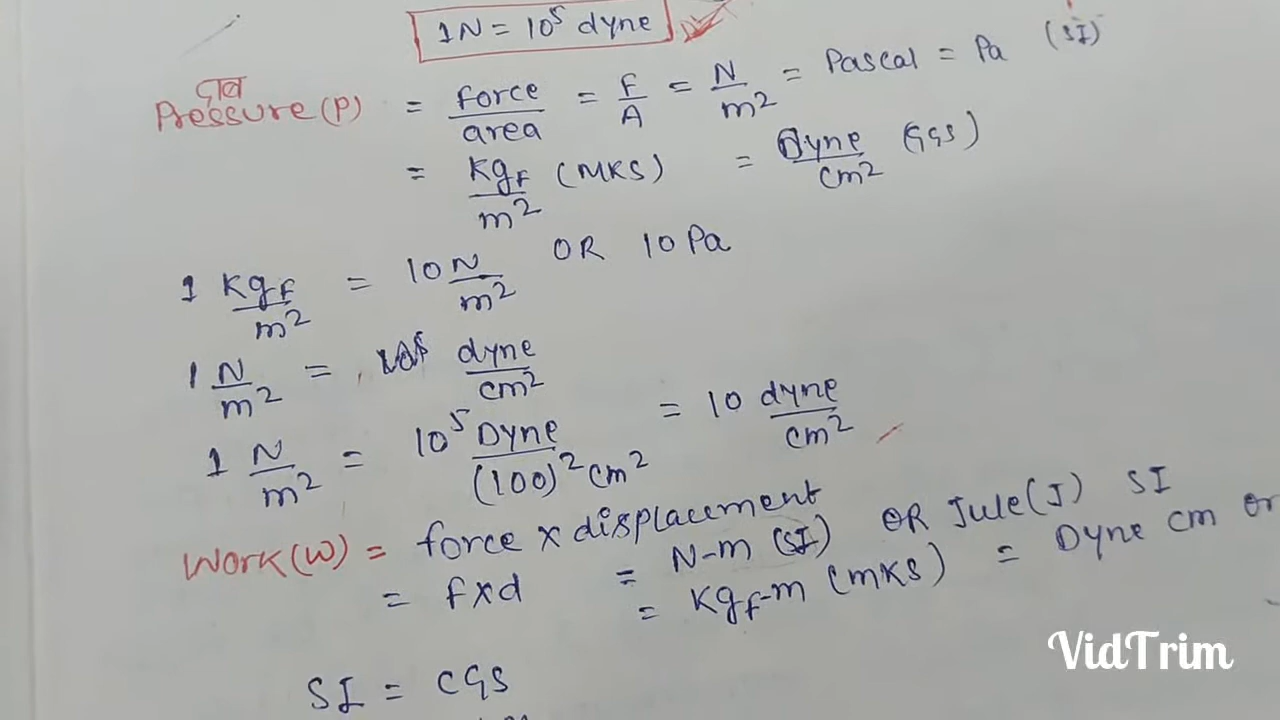 1N = 10⁵ dyne
दाब
Pressure (P) = force/area = F/A = N/m² = Pascal = Pa (SI)
= Kgf/m² (MKS) = Dyne/cm² (CGS)
1 Kgf/m² = 10 N/m² OR 10 Pa
1 N/m² = dyne/cm²
1 N/m² = 10⁵ Dyne/(100)² cm² = 10 dyne/cm²
Work (W) = force x displacement
= fxd = N-m (SI) OR Jule (J) SI
= Kgf-m (MKS) = Dyne cm or
SI = CGS
VidTrim